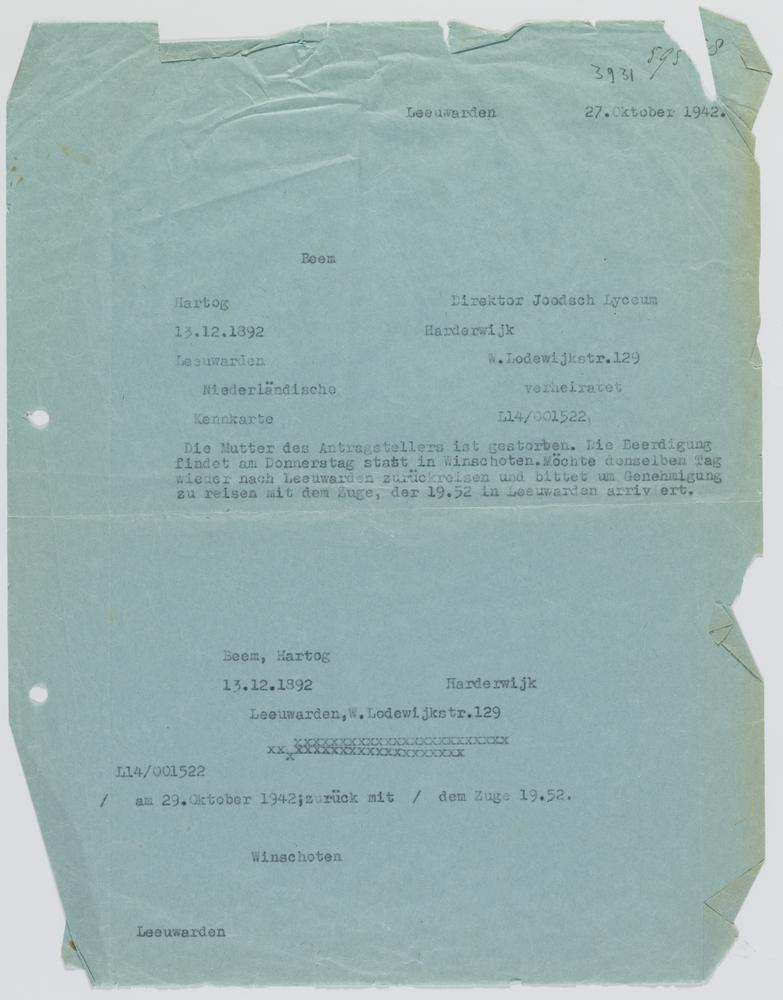 3931 595
Leeuwarden 27.Oktober 1942.
Beem
Hartog Direktor Joodsch Lyceum
13.12.1892 Harderwijk
Leeuwarden W.Lodewijkstr.129
Niederländische verheiratet
Kennkarte L14/001522,
Die Mutter des Antragstellers ist gestorben. Die Beerdigung
findet am Donnerstag statt in Winschoten.Möchte denselben Tag
wieder nach Leeuwarden zurückreisen und bittet um Genehmigung
zu reisen mit dem Zuge, der 19.52 in Leeuwarden arriviert.
Beem, Hartog
13.12.1892 Harderwijk
Leeuwarden,W.Lodewijkstr.129
L14/001522
/ am 29.Oktober 1942;zurück mit / dem Zuge 19.52.
Winschoten
Leeuwarden